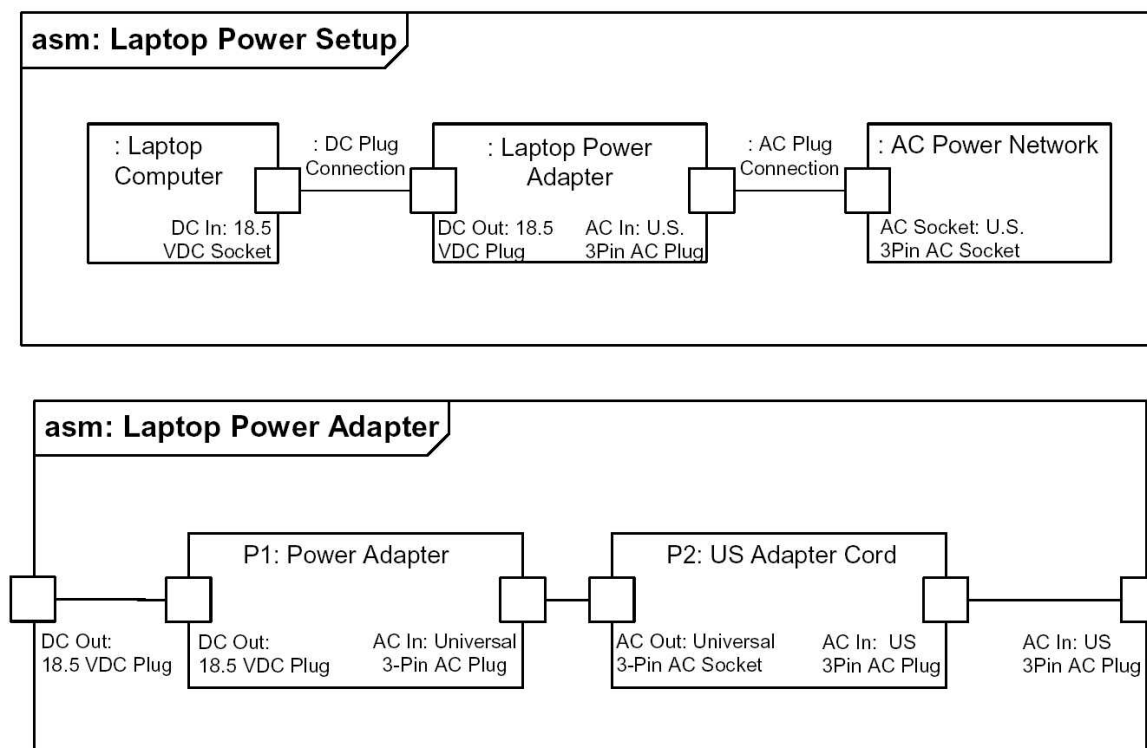 asm: Laptop Power Setup
: Laptop
Computer
: DC Plug
Connection
: Laptop Power
Adapter
: AC Plug
Connection
: AC Power Network
DC In: 18.5
VDC Socket
DC Out: 18.5
VDC Plug
AC In: U.S.
3Pin AC Plug
AC Socket: U.S.
3Pin AC Socket
asm: Laptop Power Adapter
P1: Power Adapter
P2: US Adapter Cord
DC Out:
18.5 VDC Plug
DC Out:
18.5 VDC Plug
AC In: Universal
3-Pin AC Plug
AC Out: Universal
3-Pin AC Socket
AC In: US
3Pin AC Plug
AC In: US
3Pin AC Plug